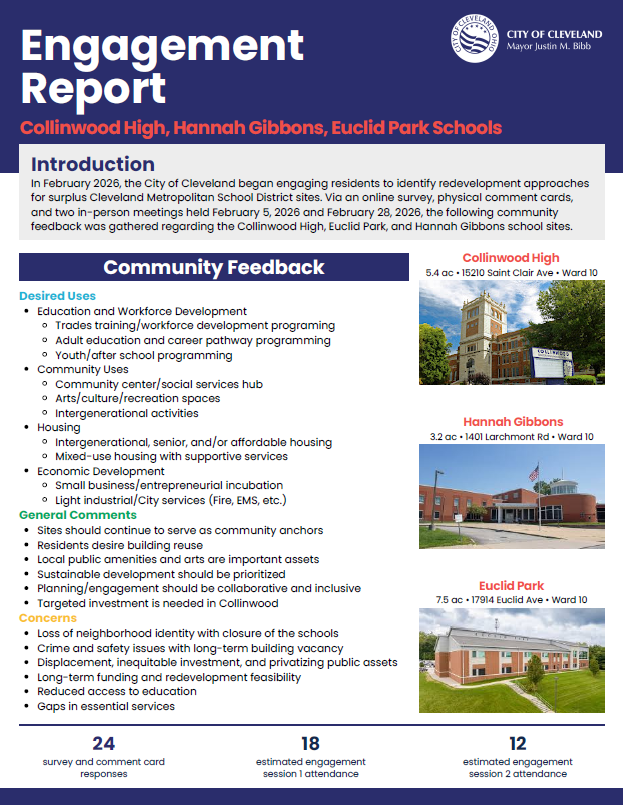 Engagement
Report
CITY OF CLEVELAND
Mayor Justin M. Bibb
CITY OF CLEVELAND OHIO
Collinwood High, Hannah Gibbons, Euclid Park Schools
Introduction
In February 2026, the City of Cleveland began engaging residents to identify redevelopment approaches
for surplus Cleveland Metropolitan School District sites. Via an online survey, physical comment cards,
and two in-person meetings held February 5, 2026 and February 28, 2026, the following community
feedback was gathered regarding the Collinwood High, Euclid Park, and Hannah Gibbons school sites.
Community Feedback
Desired Uses
• Education and Workforce Development
◦ Trades training/workforce development programing
◦ Adult education and career pathway programming
◦ Youth/after school programming
• Community Uses
◦ Community center/social services hub
◦ Arts/culture/recreation spaces
◦ Intergenerational activities
• Housing
◦ Intergenerational, senior, and/or affordable housing
◦ Mixed-use housing with supportive services
• Economic Development
◦ Small business/entrepreneurial incubation
◦ Light industrial/City services (Fire, EMS, etc.)
General Comments
• Sites should continue to serve as community anchors
• Residents desire building reuse
• Local public amenities and arts are important assets
• Sustainable development should be prioritized
• Planning/engagement should be collaborative and inclusive
• Targeted investment is needed in Collinwood
Concerns
• Loss of neighborhood identity with closure of the schools
• Crime and safety issues with long-term building vacancy
• Displacement, inequitable investment, and privatizing public assets
• Long-term funding and redevelopment feasibility
• Reduced access to education
• Gaps in essential services
Collinwood High
5.4 ac • 15210 Saint Clair Ave • Ward 10
COLLINWOOD
Hannah Gibbons
3.2 ac • 1401 Larchmont Rd • Ward 10
Euclid Park
7.5 ac • 17914 Euclid Ave • Ward 10
24
survey and comment card
responses
18
estimated engagement
session 1 attendance
12
estimated engagement
session 2 attendance